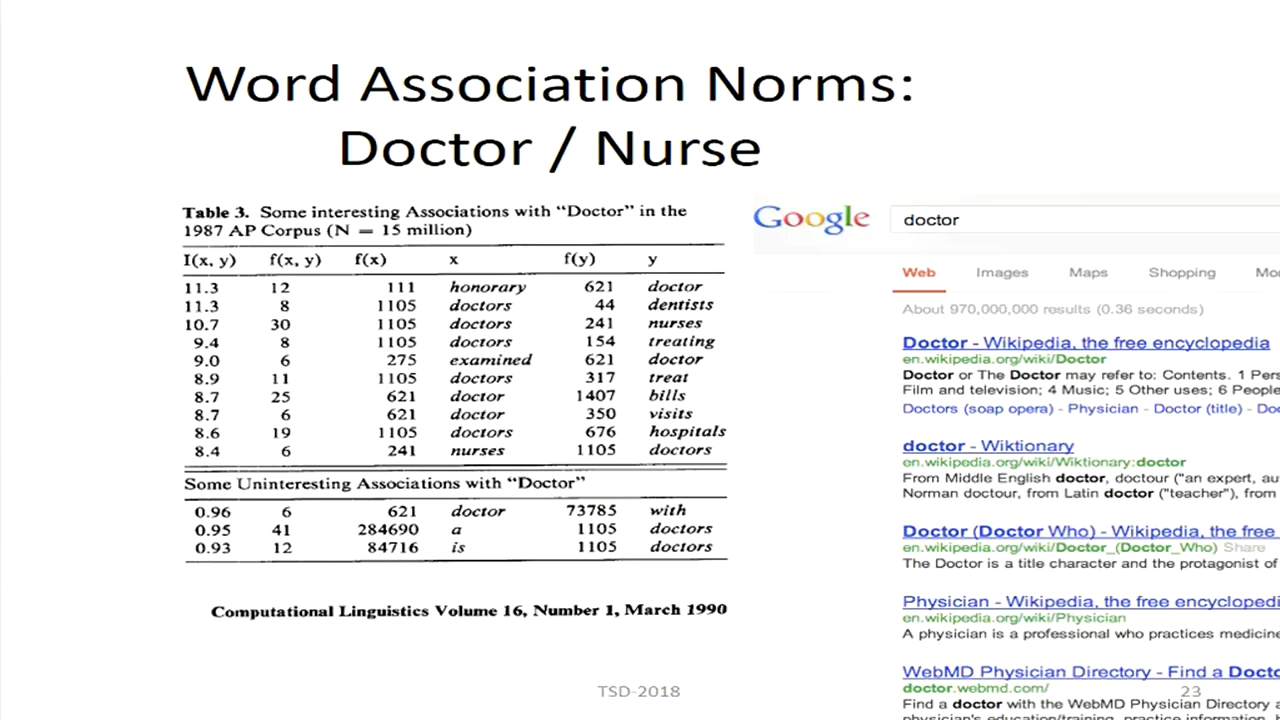 Word Association Norms:
Doctor / Nurse
Table 3. Some interesting Associations with “Doctor” in the
1987 AP Corpus (N = 15 million)
I(x, y) f(x, y) f(x) x f(y) y
11.3 12 111 honorary 621 doctor
11.3 8 1105 doctors 44 dentists
10.7 30 1105 doctors 241 nurses
9.4 8 1105 doctors 154 treating
9.0 6 275 examined 621 doctor
8.9 11 1105 doctors 317 treat
8.7 25 621 doctor 1407 bills
8.7 6 621 doctor 350 visits
8.6 19 1105 doctors 676 hospitals
8.4 6 241 nurses 1105 doctors
Some Uninteresting Associations with “Doctor”
0.96 6 621 doctor 73785 with
0.95 41 284690 a 1105 doctors
0.93 12 84716 is 1105 doctors
Computational Linguistics Volume 16, Number 1, March 1990
Google doctor
Web Images Maps Shopping Mo
About 970,000,000 results (0.36 seconds)
Doctor - Wikipedia, the free encyclopedia
en.wikipedia.org/wiki/Doctor
Doctor or The Doctor may refer to: Contents. 1 Pers
Film and television; 4 Music; 5 Other uses; 6 People
Doctors (soap opera) - Physician - Doctor (title) - Doc
doctor - Wiktionary
en.wikipedia.org/wiki/Wiktionary:doctor
From Middle English doctor, doctour ("an expert, au
Norman doctour, from Latin doctor ("teacher"), from
Doctor (Doctor Who) - Wikipedia, the free
en.wikipedia.org/wiki/Doctor_(Doctor_Who) Share
The Doctor is a title character and the protagonist of
Physician - Wikipedia, the free encyclopedi
en.wikipedia.org/wiki/Physician
A physician is a professional who practices medicine
WebMD Physician Directory - Find a Docto
doctor.webmd.com/
Find a doctor with the WebMD Physician Directory a
physician's education/training, practice information,
TSD-2018
23